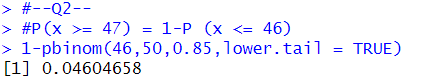 > #--Q2--
> #P(x >= 47) = 1-P (x <= 46)
> 1-pbinom(46,50,0.85,lower.tail = TRUE)
[1] 0.04604658